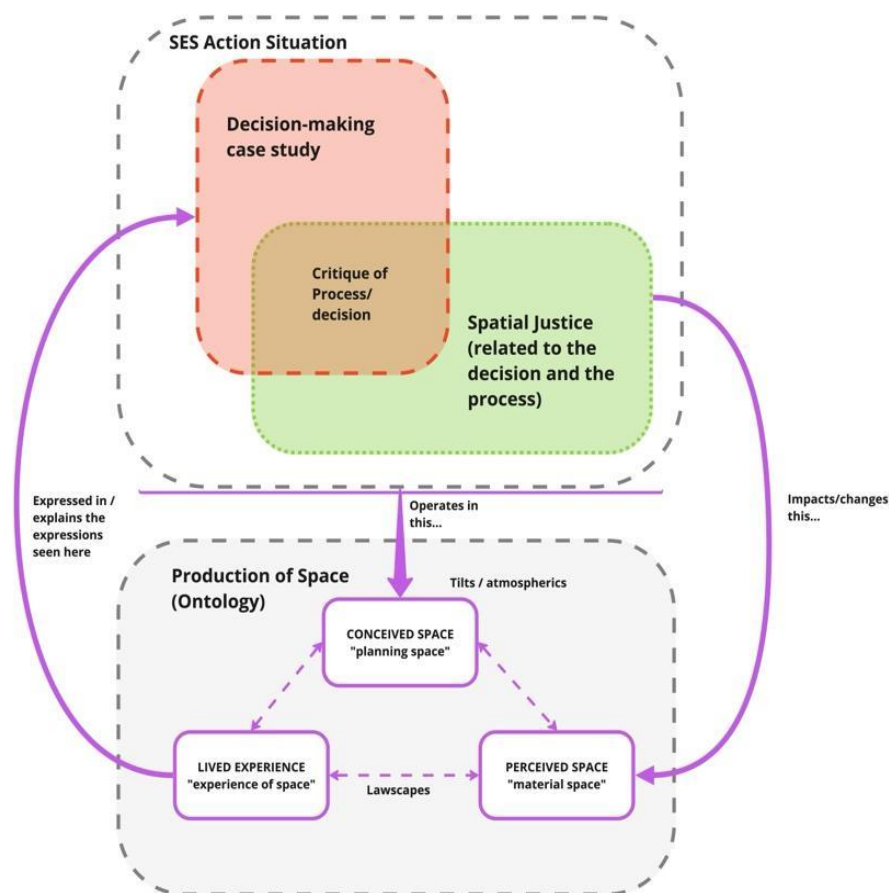 SES Action Situation
Decision-making
case study
Critique of
Process/
decision
Spatial Justice
(related to the
decision and the
process)
Expressed in /
explains the
expressions
seen here
Operates in
this...
Impacts/changes
this...
Production of Space
(Ontology)
Tilts / atmospherics
CONCEIVED SPACE
"planning space"
LIVED EXPERIENCE
"experience of space"
Lawscapes
PERCEIVED SPACE
"material space"